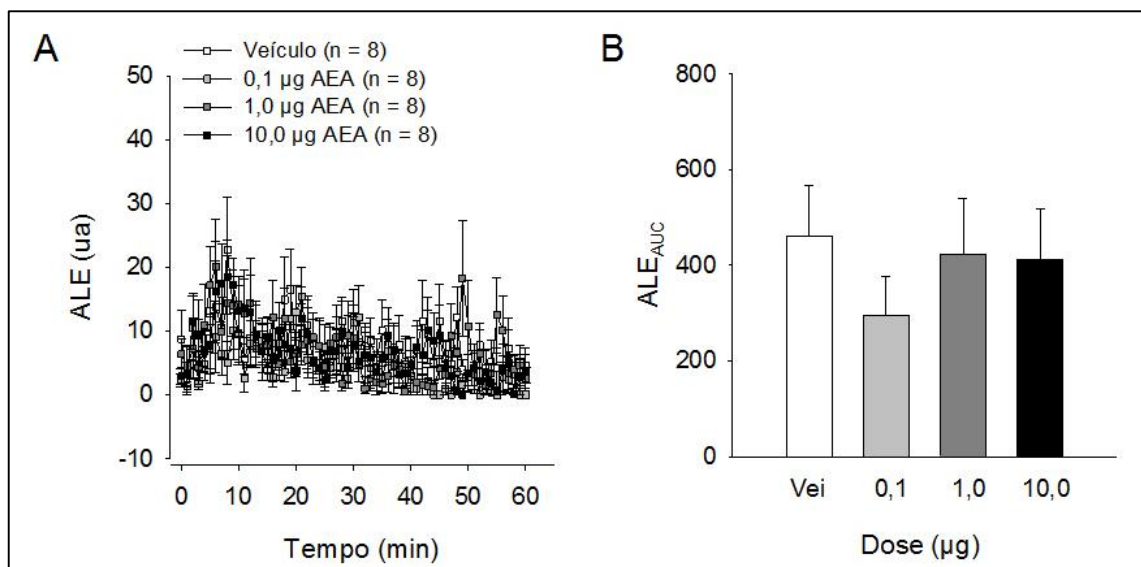 A
Veículo (n = 8)
0,1 µg AEA (n = 8)
1,0 µg AEA (n = 8)
10,0 µg AEA (n = 8)
50
40
30
20
10
0
-10
ALE (ua)
0 10 20 30 40 50 60
Tempo (min)
B
800
600
400
200
0
ALE_AUC
Vei 0,1 1,0 10,0
Dose (µg)